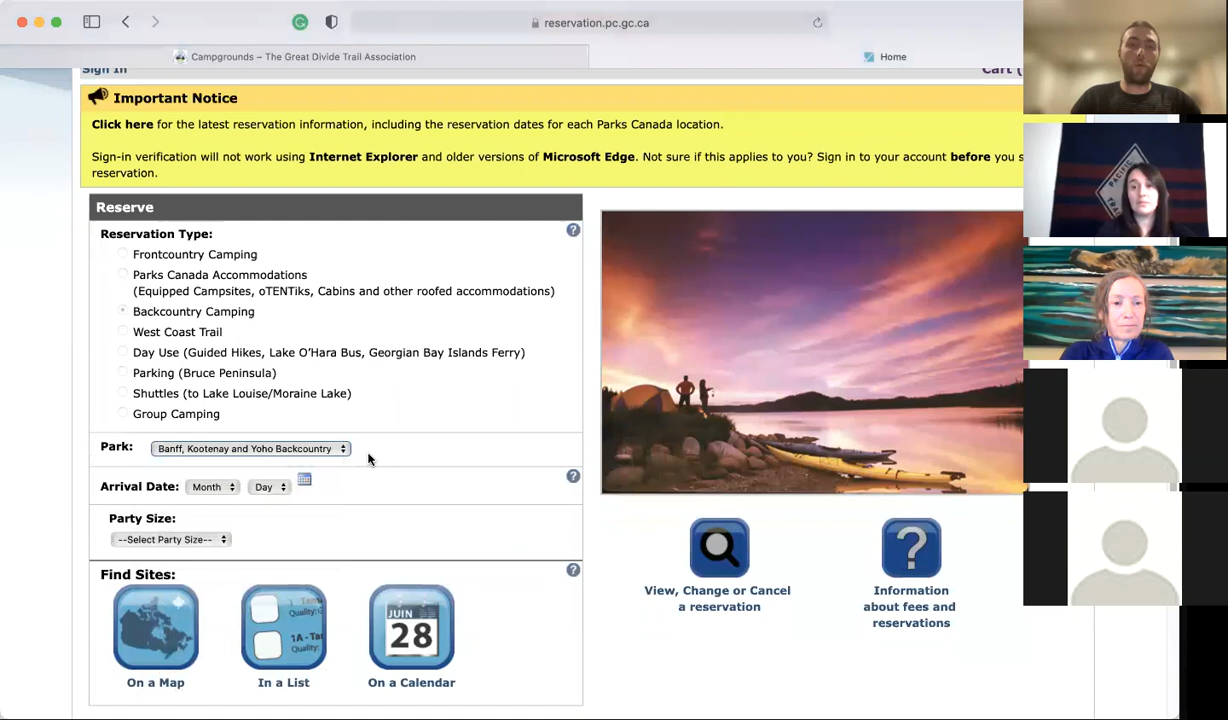 reservation.pc.gc.ca
Campgrounds – The Great Divide Trail Association
Home
Sign In
Cart (
Important Notice
Click here for the latest reservation information, including the reservation dates for each Parks Canada location.
Sign-in verification will not work using Internet Explorer and older versions of Microsoft Edge. Not sure if this applies to you? Sign in to your account before you s
reservation.
Reserve
Reservation Type:
Frontcountry Camping
Parks Canada Accommodations
(Equipped Campsites, oTENTiks, Cabins and other roofed accommodations)
Backcountry Camping
West Coast Trail
Day Use (Guided Hikes, Lake O'Hara Bus, Georgian Bay Islands Ferry)
Parking (Bruce Peninsula)
Shuttles (to Lake Louise/Moraine Lake)
Group Camping
Park: Banff, Kootenay and Yoho Backcountry
Arrival Date: Month Day
Party Size:
--Select Party Size--
Find Sites:
JUIN
28
Quality:
1A - Ta
Quality:
On a Map
In a List
On a Calendar
View, Change or Cancel
a reservation
Information
about fees and
reservations
PACIFIC
TRA